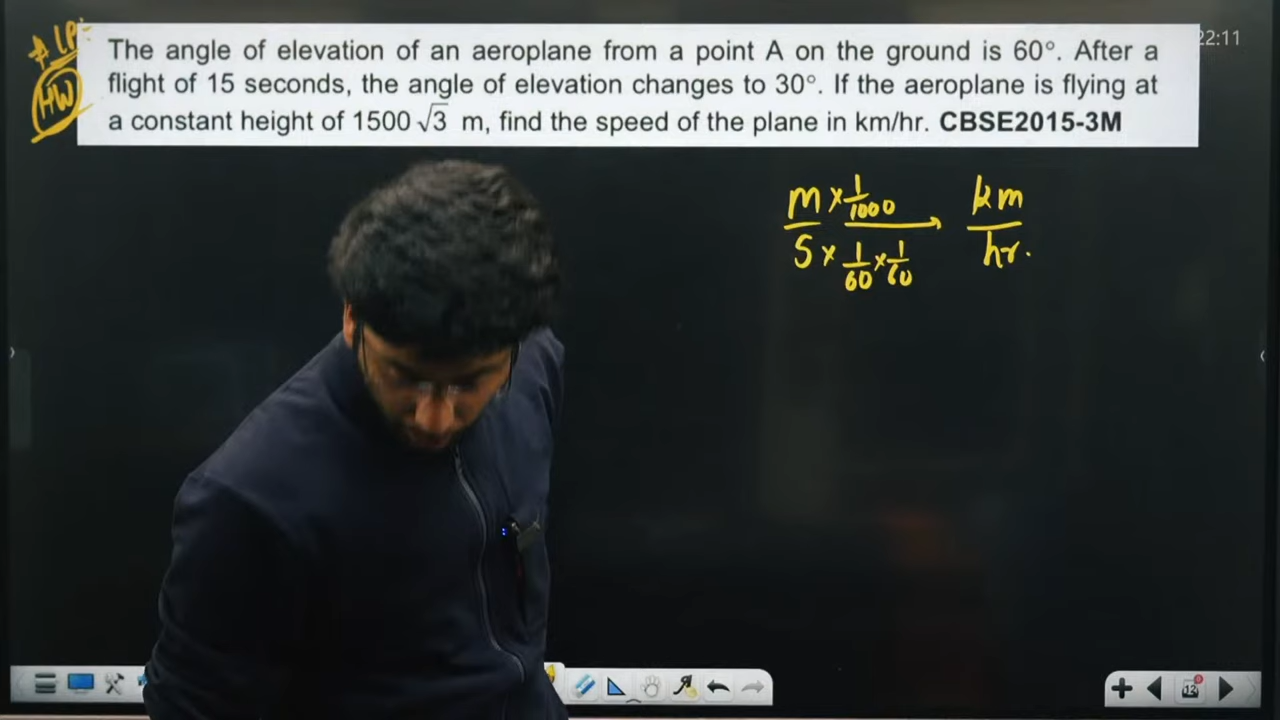 ALP:
HW
The angle of elevation of an aeroplane from a point A on the ground is 60°. After a
flight of 15 seconds, the angle of elevation changes to 30°. If the aeroplane is flying at
a constant height of 1500 √3 m, find the speed of the plane in km/hr. CBSE2015-3M
22:11
m × 1/1000 → km
s × 1/60 × 1/60 hr.
12